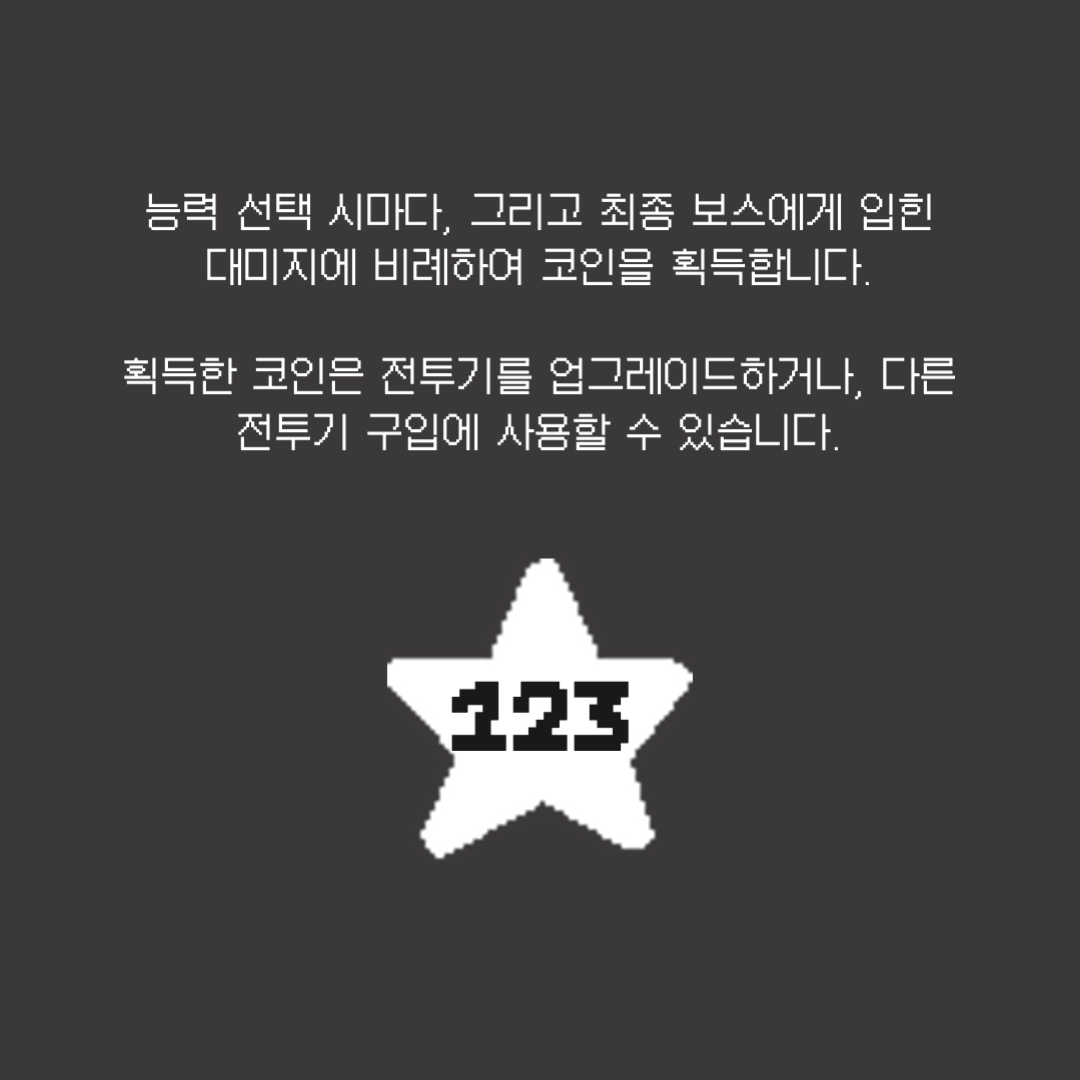 능력 선택 시마다, 그리고 최종 보스에게 입힌
대미지에 비례하여 코인을 획득합니다.
획득한 코인은 전투기를 업그레이드하거나, 다른
전투기 구입에 사용할 수 있습니다.
123